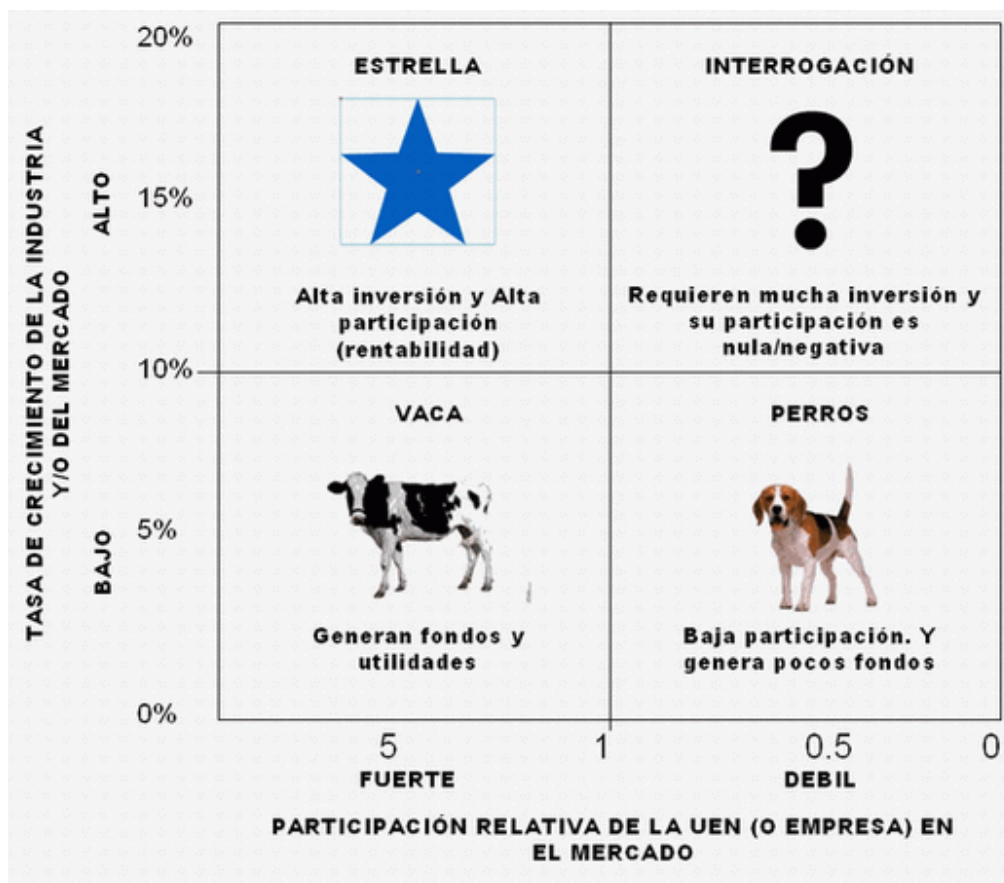 20%
ESTRELLA
INTERROGACIÓN
?
TASA DE CRECIMIENTO DE LA INDUSTRIA
Y/O DEL MERCADO
ALTO
15%
Alta inversión y Alta
participación
(rentabilidad)
Requieren mucha inversión y
su participación es
nula/negativa
10%
VACA
PERROS
BAJO
5%
Generan fondos y
utilidades
Baja participación. Y
genera pocos fondos
0%
5
1
0.5
0
FUERTE
DEBIL
PARTICIPACIÓN RELATIVA DE LA UEN (O EMPRESA) EN
EL MERCADO